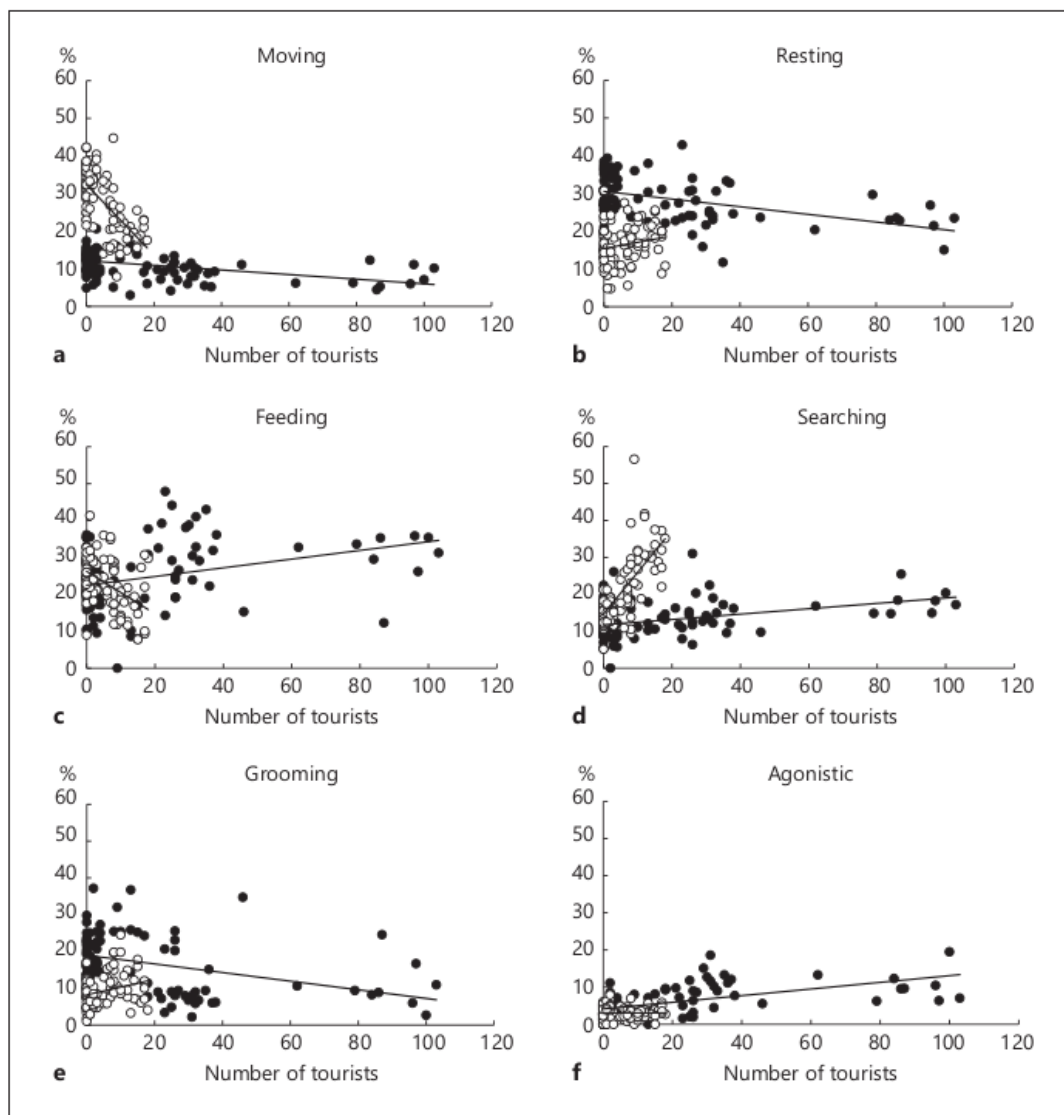 % Moving
60
50
40
30
20
10
0
0 20 40 60 80 100 120
a Number of tourists
% Resting
60
50
40
30
20
10
0
0 20 40 60 80 100 120
b Number of tourists
% Feeding
60
50
40
30
20
10
0
0 20 40 60 80 100 120
c Number of tourists
% Searching
60
50
40
30
20
10
0
0 20 40 60 80 100 120
d Number of tourists
% Grooming
60
50
40
30
20
10
0
0 20 40 60 80 100 120
e Number of tourists
% Agonistic
60
50
40
30
20
10
0
0 20 40 60 80 100 120
f Number of tourists